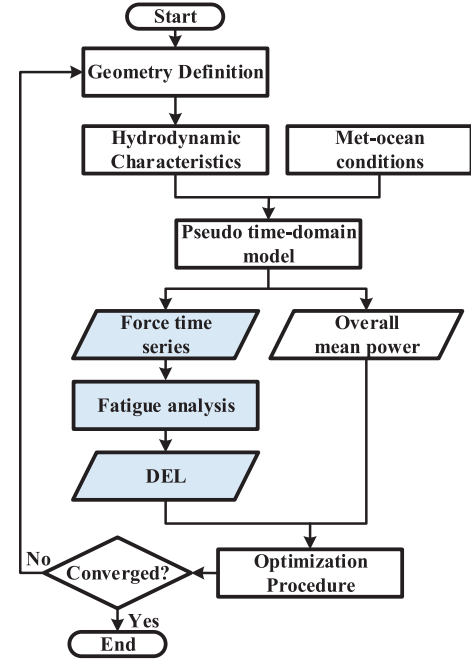 Start
Geometry Definition
Hydrodynamic
Characteristics
Met-ocean
conditions
Pseudo time-domain
model
Force time
series
Overall
mean power
Fatigue analysis
DEL
No
Converged?
Optimization
Procedure
Yes
End